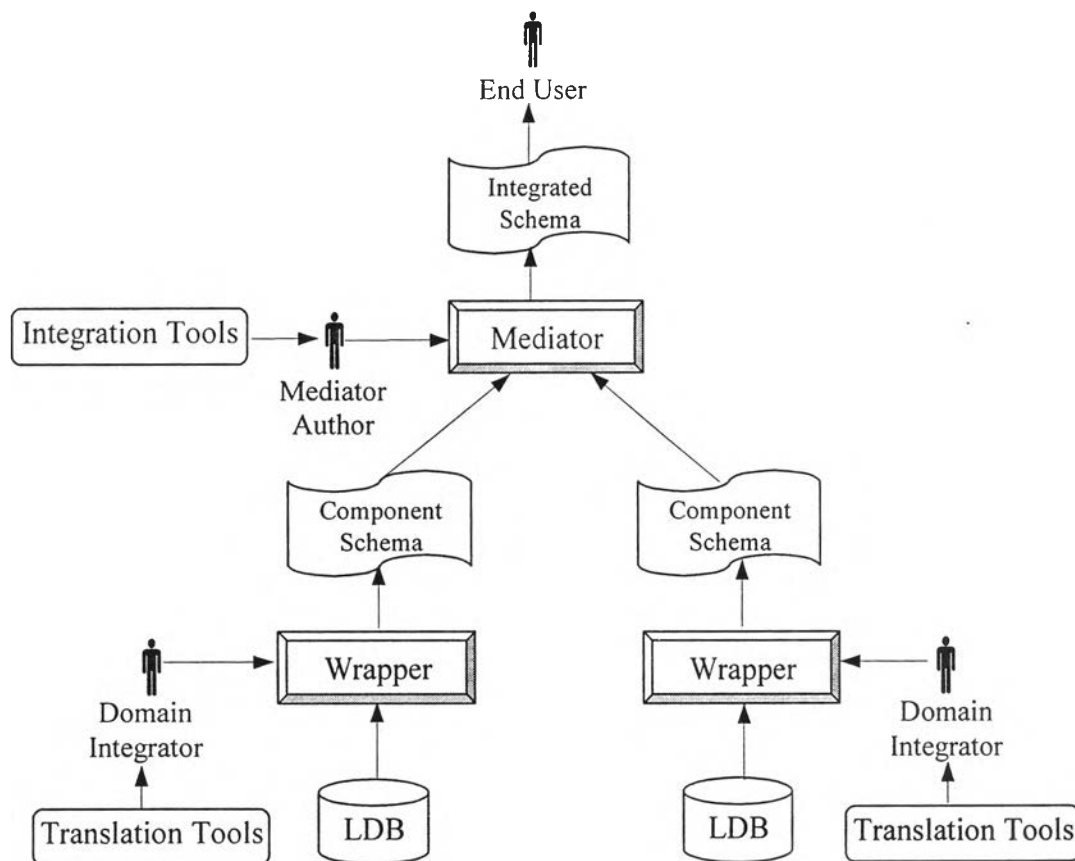 End User
Integrated
Schema
Integration Tools
Mediator
Mediator
Author
Component
Schema
Component
Schema
Wrapper
Wrapper
Domain
Integrator
Domain
Integrator
LDB
LDB
Translation Tools
Translation Tools